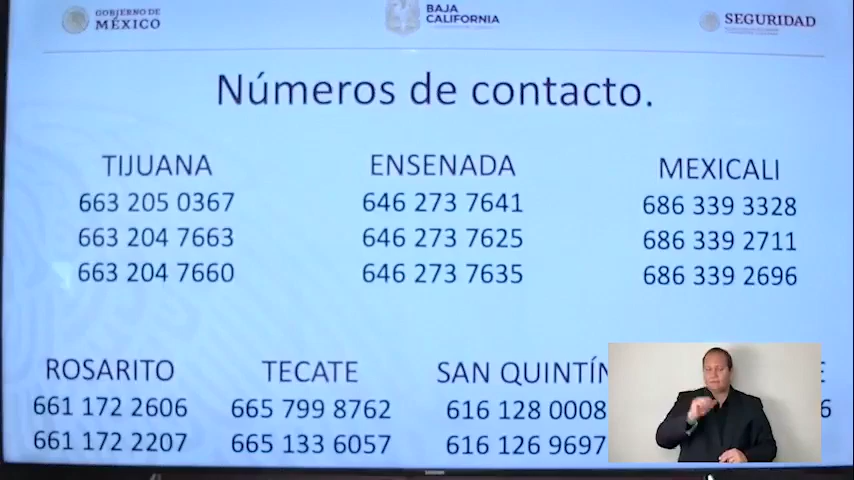 GOBIERNO DE
MÉXICO
BAJA
CALIFORNIA
SEGURIDAD
Números de contacto.
TIJUANA
663 205 0367
663 204 7663
663 204 7660
ENSENADA
646 273 7641
646 273 7625
646 273 7635
MEXICALI
686 339 3328
686 339 2711
686 339 2696
ROSARITO
661 172 2606
661 172 2207
TECATE
665 799 8762
665 133 6057
SAN QUINTÍN
616 128 0008
616 126 9697
E
6